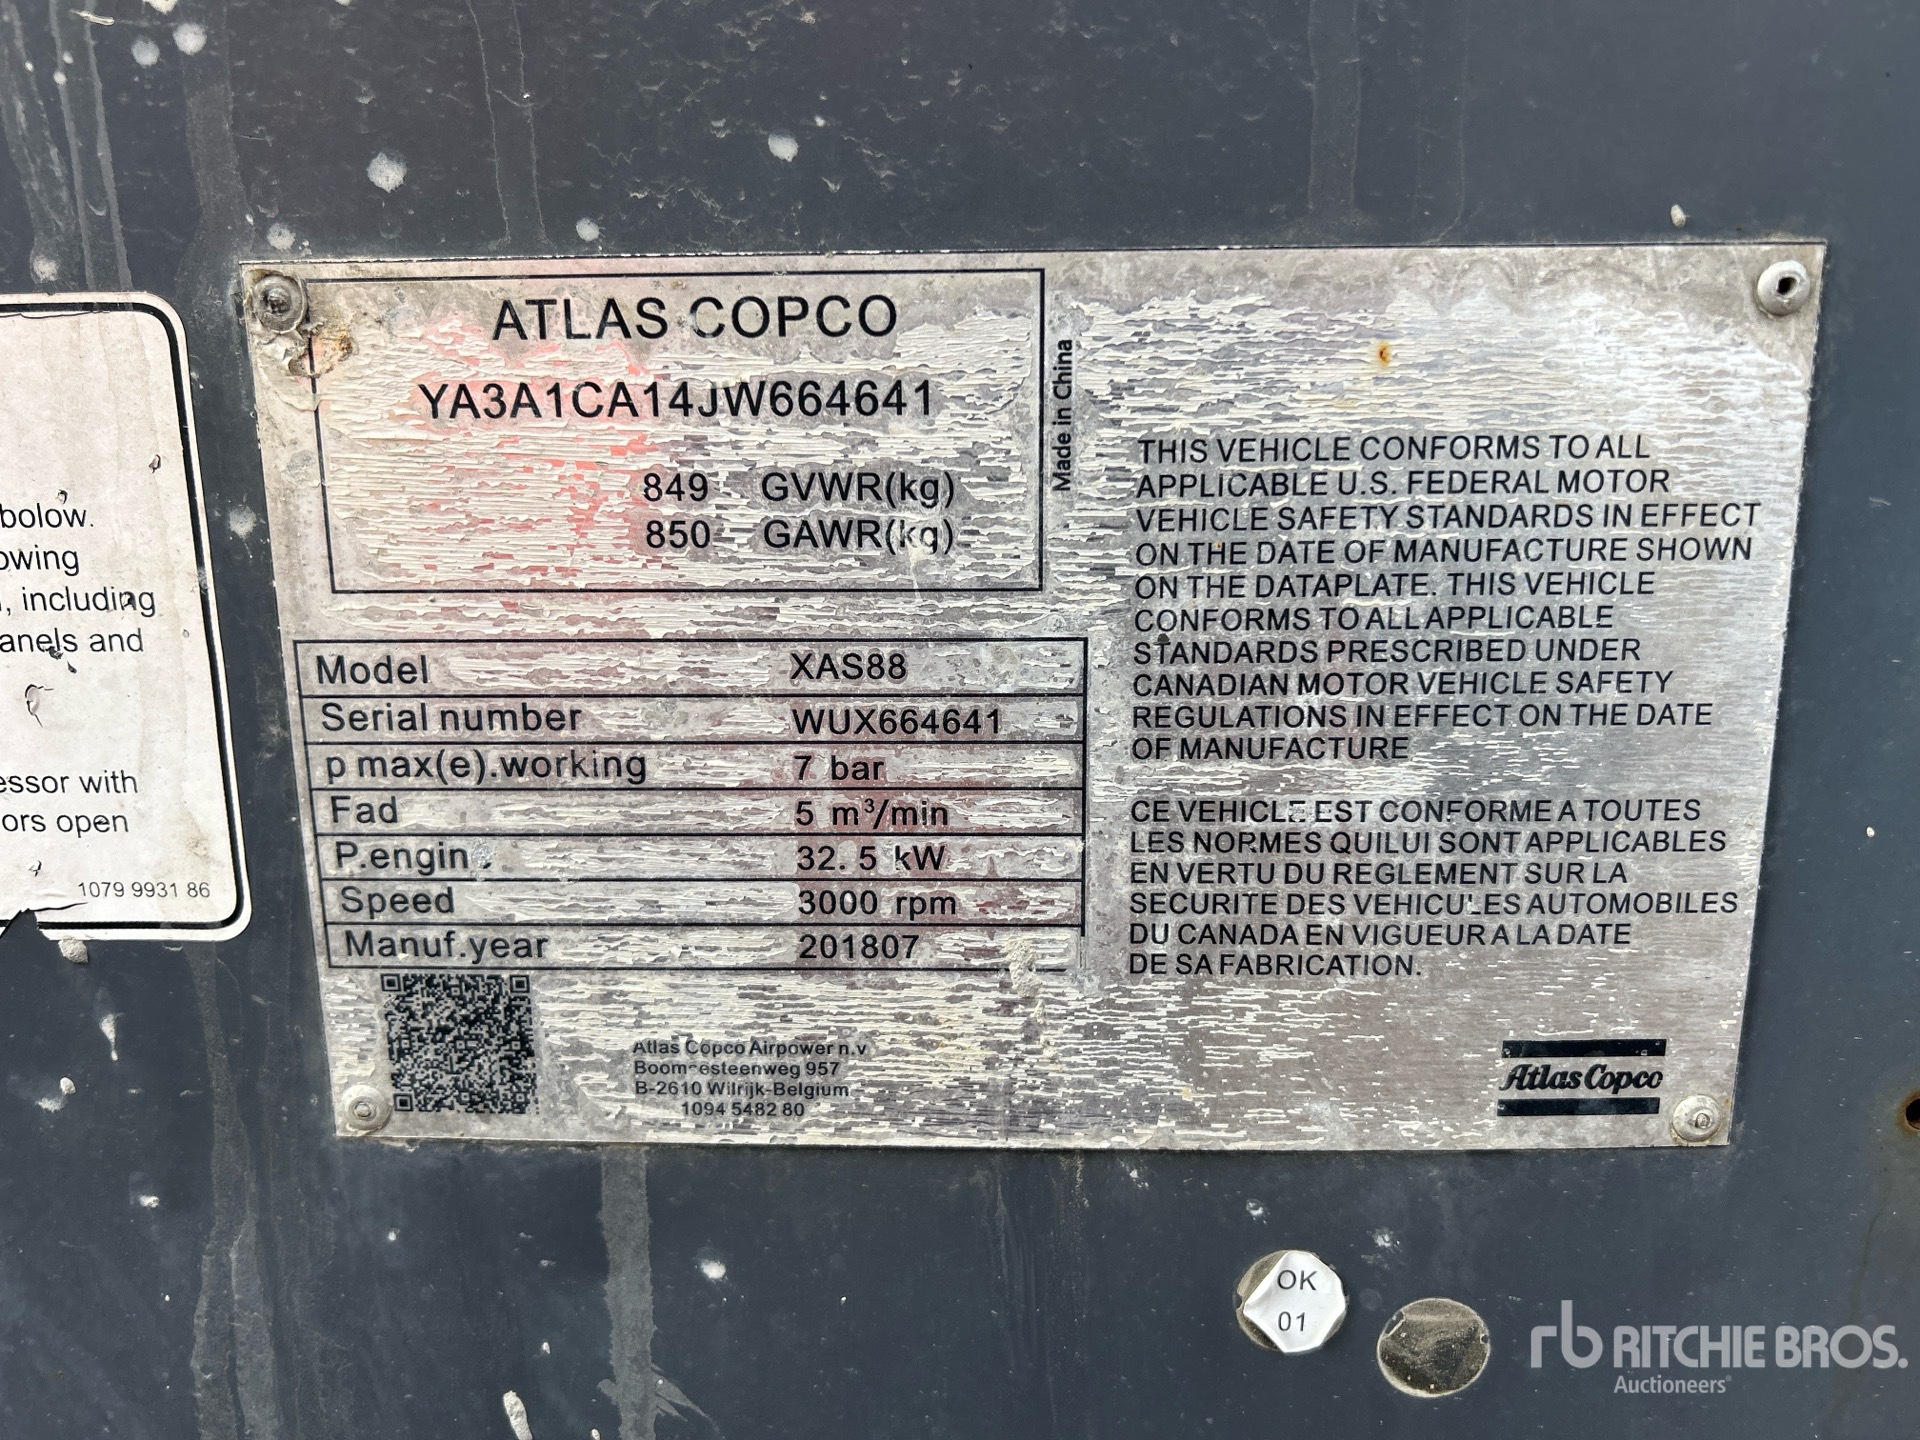 bolow.
owing
, including
anels and
essor with
ors open
1079 9931 86
ATLAS COPCO
YA3A1CA14JW664641
849 GVWR(kg)
850 GAWR(kg)
Made in China
Model XAS88
Serial number WUX664641
p max(e).working 7 bar
Fad 5 m³/min
P.engin 32.5 kW
Speed 3000 rpm
Manuf.year 201807
Atlas Copco Airpower n.v
957
B-2610 Wilrijk-Belgium
1094 5482 80
THIS VEHICLE CONFORMS TO ALL
APPLICABLE U.S. FEDERAL MOTOR
VEHICLE SAFETY STANDARDS IN EFFECT
ON THE DATE OF MANUFACTURE SHOWN
ON THE DATAPLATE. THIS VEHICLE
CONFORMS TO ALL APPLICABLE
STANDARDS PRESCRIBED UNDER
CANADIAN MOTOR VEHICLE SAFETY
REGULATIONS IN EFFECT ON THE DATE
OF MANUFACTURE
CE VEHICLE EST CONFORME A TOUTES
LES NORMES QUI LUI SONT APPLICABLES
EN VERTU DU REGLEMENT SUR LA
SECURITE DES VEHICULES AUTOMOBILES
DU CANADA EN VIGUEUR A LA DATE
DE SA FABRICATION.
Atlas Copco
OK
01
rb RITCHIE BROS.
Auctioneers